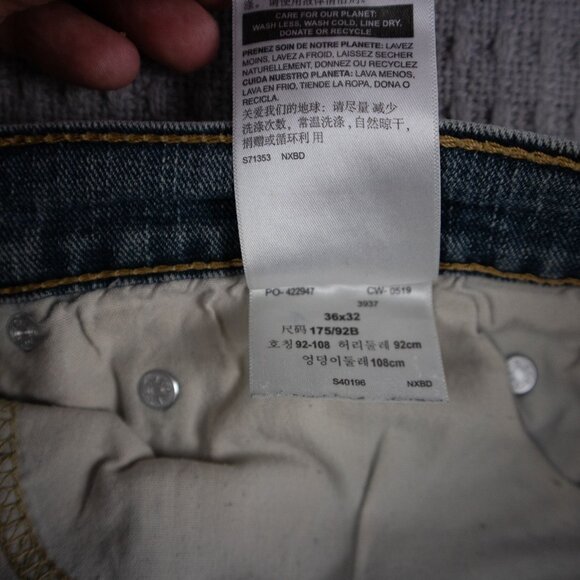 CARE FOR OUR PLANET:
WASH LESS, WASH COLD, LINE DRY,
DONATE OR RECYCLE
PRENEZ SOIN DE NOTRE PLANETE: LAVEZ
MOINS, LAVEZ A FROID, LAISSEZ SECHER
NATURELLEMENT, DONNEZ OU RECYCLEZ
CUIDA NUESTRO PLANETA: LAVA MENOS,
LAVA EN FRIO, TIENDE LA ROPA, DONA O
RECICLA.
关爱我们的地球: 请尽量 减少
洗涤次数, 常温洗涤, 自然晾干,
捐赠或循环利 用
S71353 NXBD
PO- 422947 CW- 0519
3937
36x32
尺码 175/92B
호칭 92-108 허리둘레 92cm
엉덩이둘레 108cm
S40196 NXBD